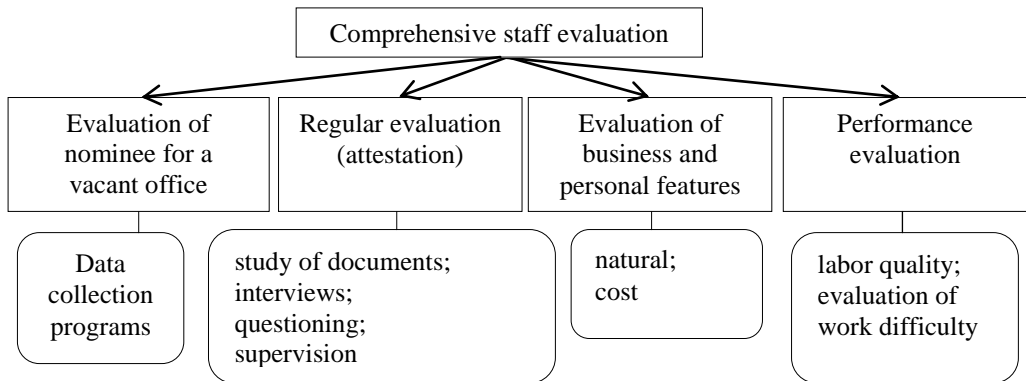 Comprehensive staff evaluation
Evaluation of
nominee for a
vacant office
Regular evaluation
(attestation)
Evaluation of
business and
personal features
Performance
evaluation
Data
collection
programs
study of documents;
interviews;
questioning;
supervision
natural;
cost
labor quality;
evaluation of
work difficulty